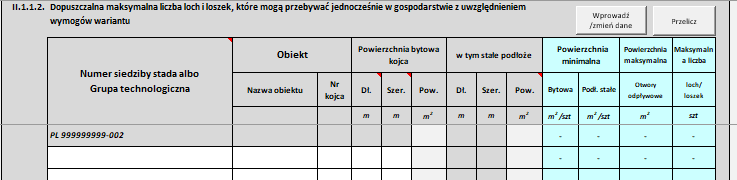 II.1.1.2. Dopuszczalna maksymalna liczba loch i loszek, które mogą przebywać jednocześnie w gospodarstwie z uwzględnieniem
wymogów wariantu
Wprowadź
/zmień dane
Przelicz
Numer siedziby stada albo
Grupa technologiczna
Obiekt
Powierzchnia bytowa
kojca
w tym stałe podłoże
Powierzchnia
minimalna
Powierzchnia
maksymalna
Maksymaln
a liczba
Nazwa obiektu
Nr
kojca
Dł. Szer. Pow. Dł. Szer. Pow. Bytowa Podł. stałe
Otwory
odpływowe
loch/
loszek
m m m² m m m² m²/szt m²/szt m² szt
PL 999999999-002 - - - -
- - - -